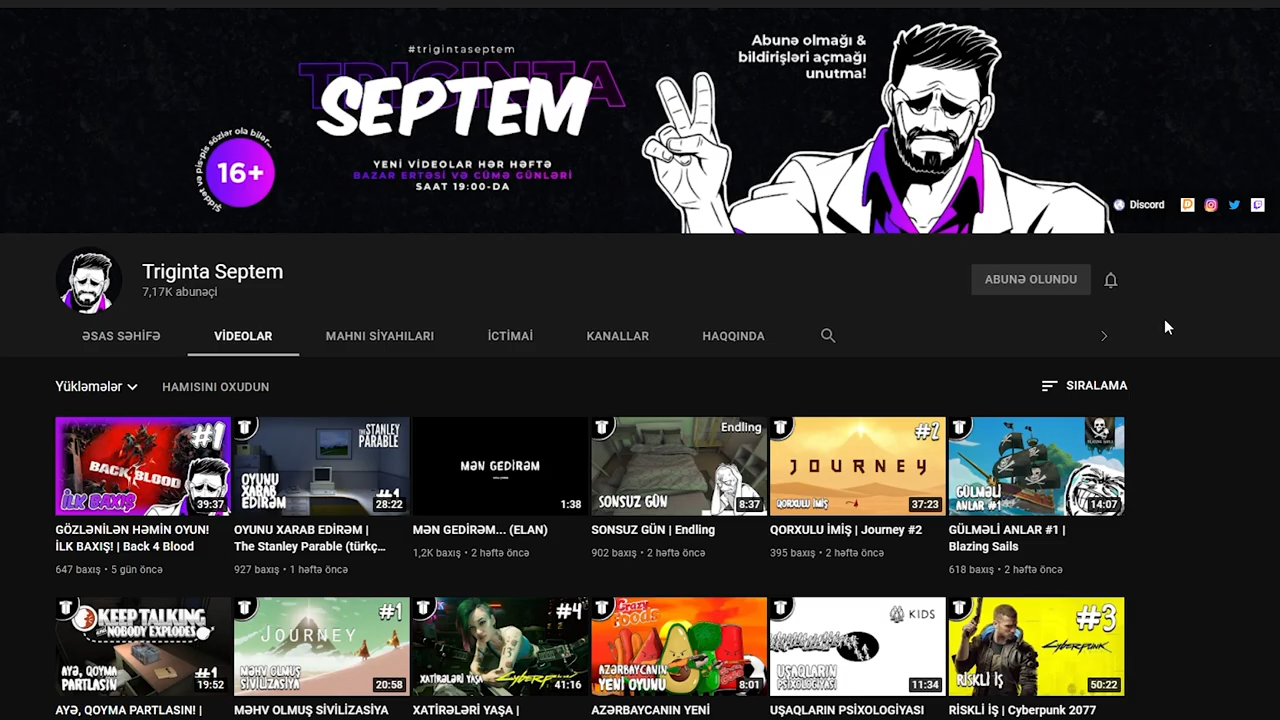 #trigintaseptem
TRIGINTA
SEPTEM
YENİ VİDEOLAR HƏR HƏFTƏ
BAZAR ERTƏSİ VƏ CÜMƏ GÜNLƏRİ
SAAT 19:00-DA
Şiddət və pis-pis sözlər ola bilər~
16+
Abunə olmağı &
bildirişləri açmağı
unutma!
Discord
Triginta Septem
7,17K abunəçi
ABUNƏ OLUNDU
ƏSAS SƏHİFƏ VİDEOLAR MAHNI SİYAHILARI İCTİMAİ KANALLAR HAQQINDA
Yükləmələr HAMISINI OXUDUN SIRALAMA
#1
BACK 4 BLOOD
İLK BAXIŞ
39:37
GÖZLƏNİLƏN HƏMİN OYUN!
İLK BAXIŞ! | Back 4 Blood
647 baxış • 5 gün öncə
THE STANLEY
PARABLE
OYUNU
XARAB
EDİRƏM
#1
28:22
OYUNU XARAB EDİRƏM |
The Stanley Parable (türkç...
927 baxış • 1 həftə öncə
MƏN GEDİRƏM
1:38
MƏN GEDİRƏM... (ELAN)
1,2K baxış • 2 həftə öncə
Endling
SONSUZ GÜN
8:37
SONSUZ GÜN | Endling
902 baxış • 2 həftə öncə
#2
JOURNEY
QORXULU İMİŞ
37:23
QORXULU İMİŞ | Journey #2
395 baxış • 2 həftə öncə
GÜLMƏLİ
ANLAR #1
14:07
GÜLMƏLİ ANLAR #1 |
Blazing Sails
618 baxış • 2 həftə öncə
KEEP TALKING
AND NOBODY EXPLODES
AYƏ, QOYMA
PARTLASIN
#1
19:52
AYƏ, QOYMA PARTLASIN! |
#1
JOURNEY
MƏHV OLMUŞ
SİVİLİZASİYA
20:58
MƏHV OLMUŞ SİVİLİZASİYA
#4
XATİRƏLƏRİ YAŞA
CYBERPUNK
41:16
XATİRƏLƏRİ YAŞA |
Crazy
Foods
AZƏRBAYCANIN
YENİ OYUNU
8:01
AZƏRBAYCANIN YENİ
KIDS
UŞAQLARIN
PSİXOLOGİYASI
11:34
UŞAQLARIN PSİXOLOGİYASI
#3
CYBERPUNK
RİSKLİ İŞ
50:22
RİSKLİ İŞ | Cyberpunk 2077